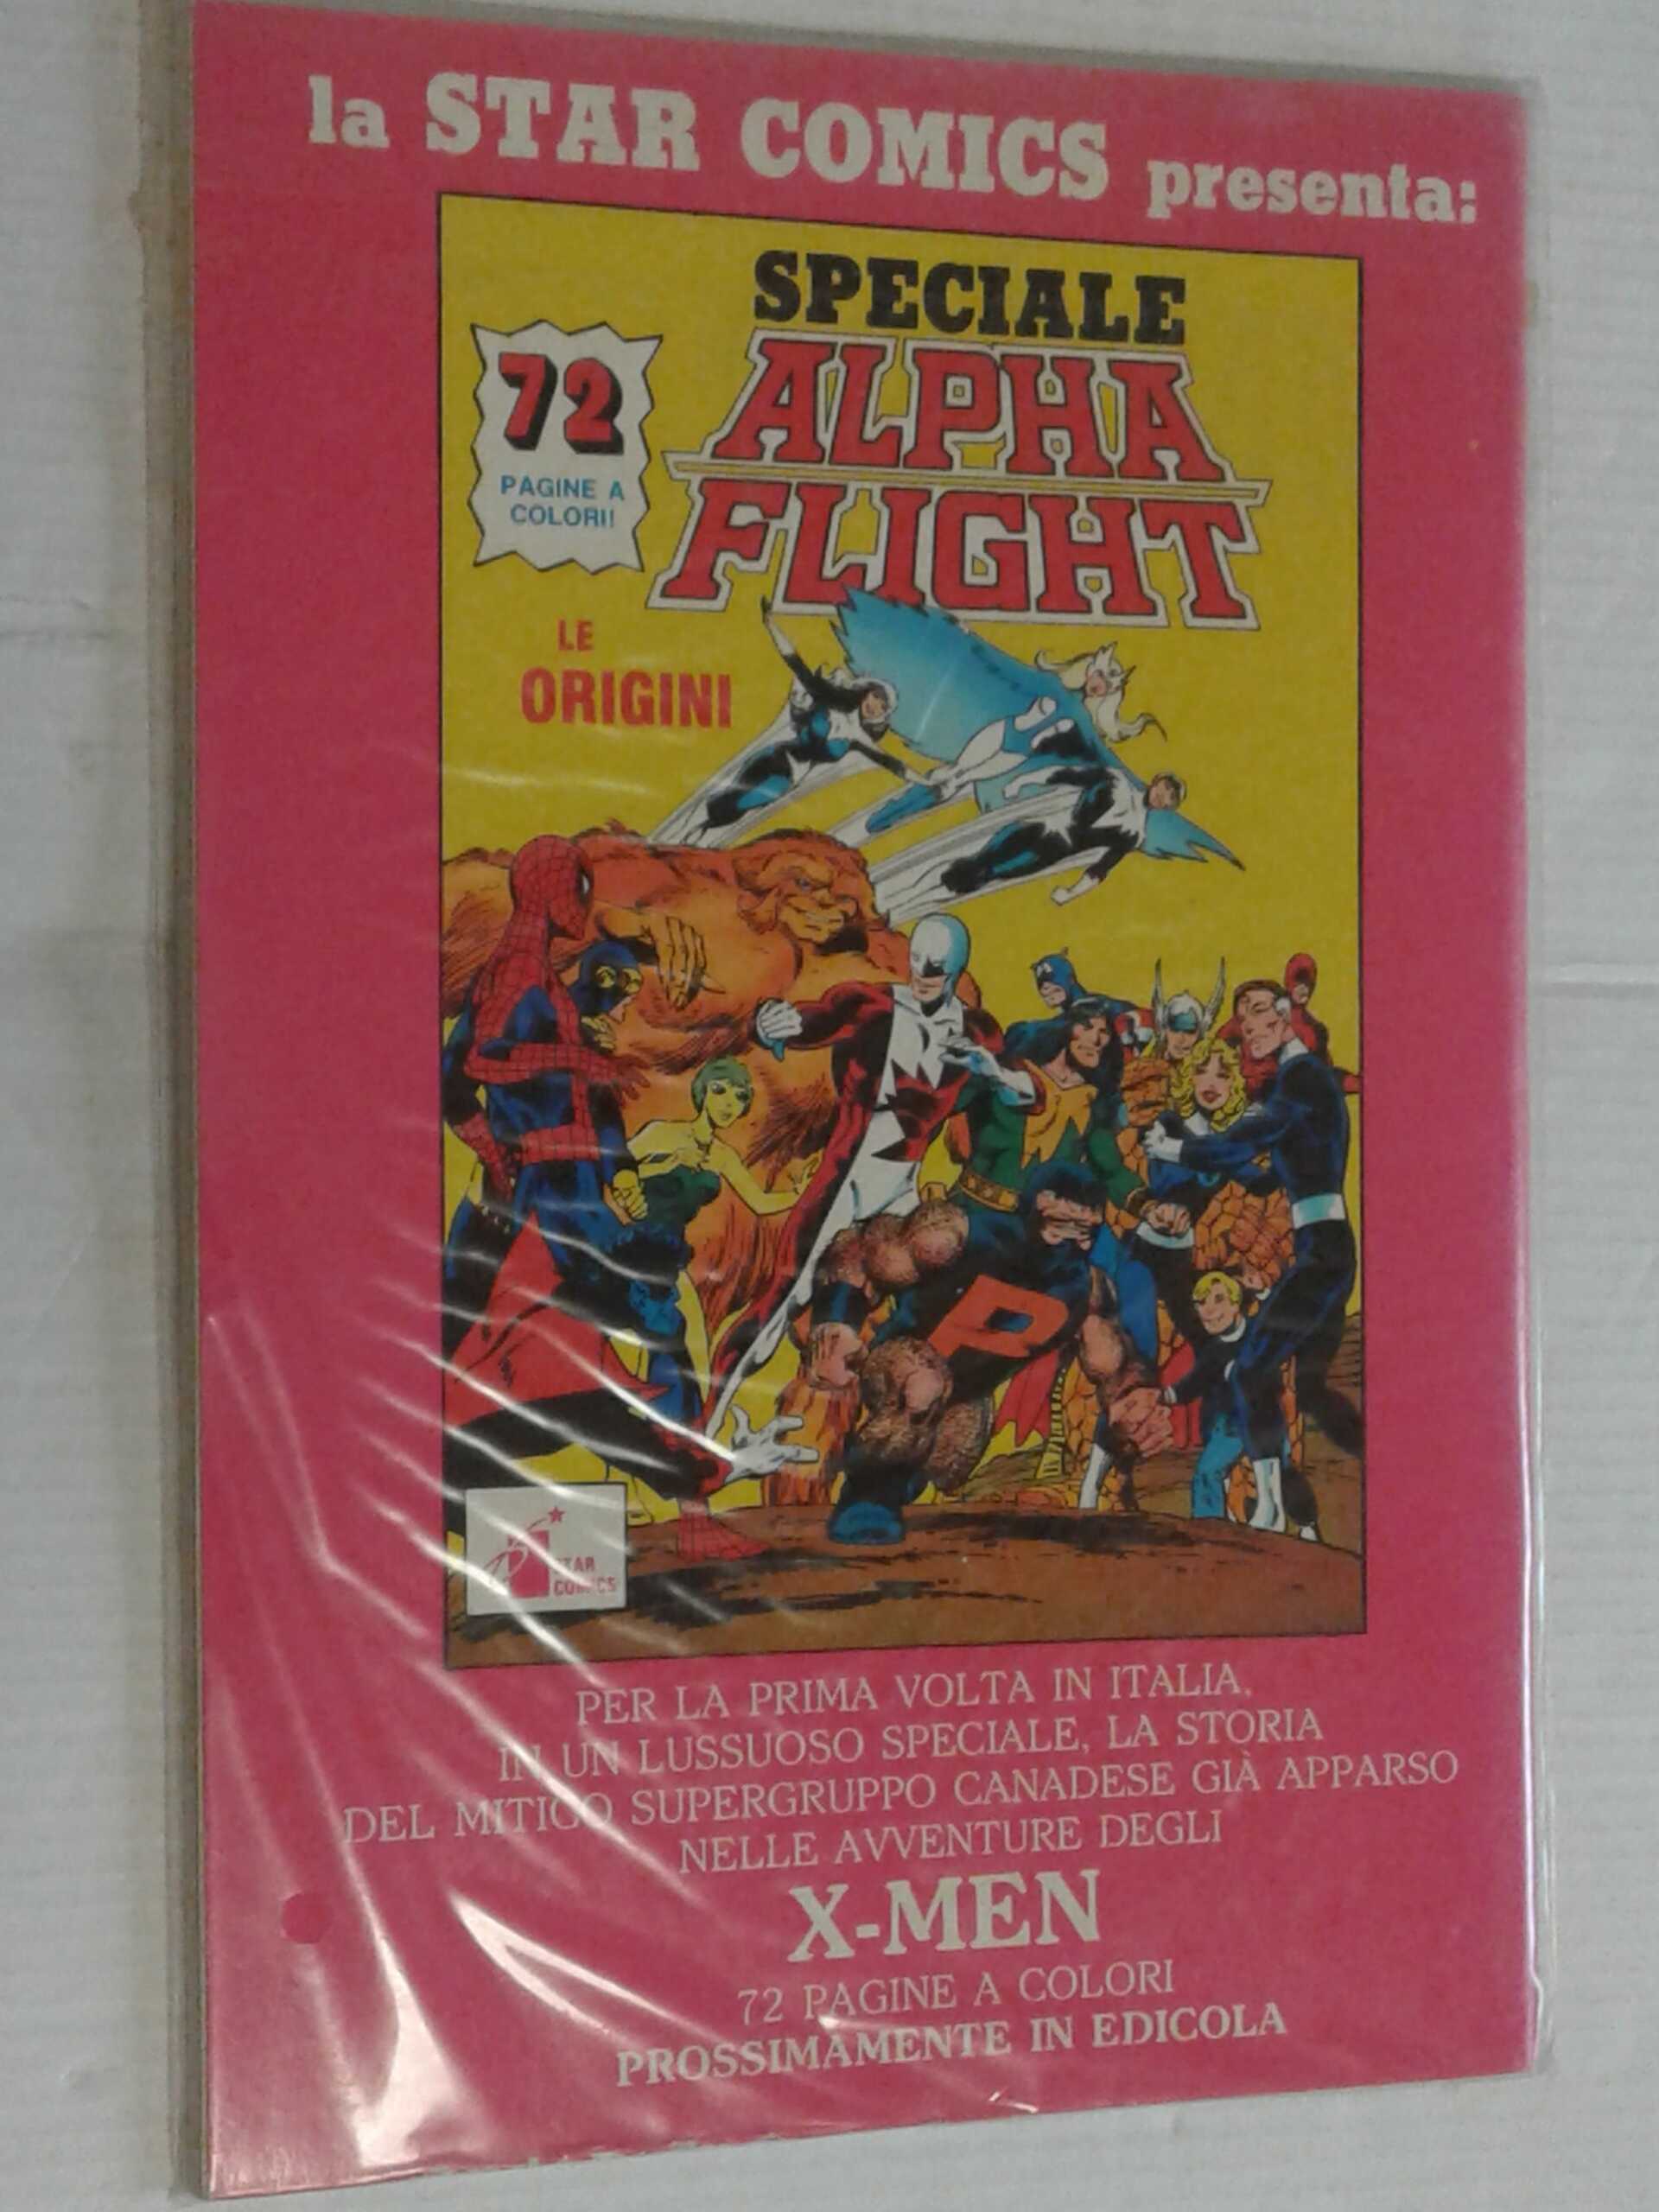 la STAR COMICS presenta:
SPECIALE
ALPHA
FLIGHT
72
PAGINE A
COLORI!
LE
ORIGINI
P
STAR
COMICS
PER LA PRIMA VOLTA IN ITALIA,
IN UN LUSSUOSO SPECIALE, LA STORIA
DEL MITICO SUPERGRUPPO CANADESE GIÀ APPARSO
NELLE AVVENTURE DEGLI
X-MEN
72 PAGINE A COLORI
PROSSIMAMENTE IN EDICOLA